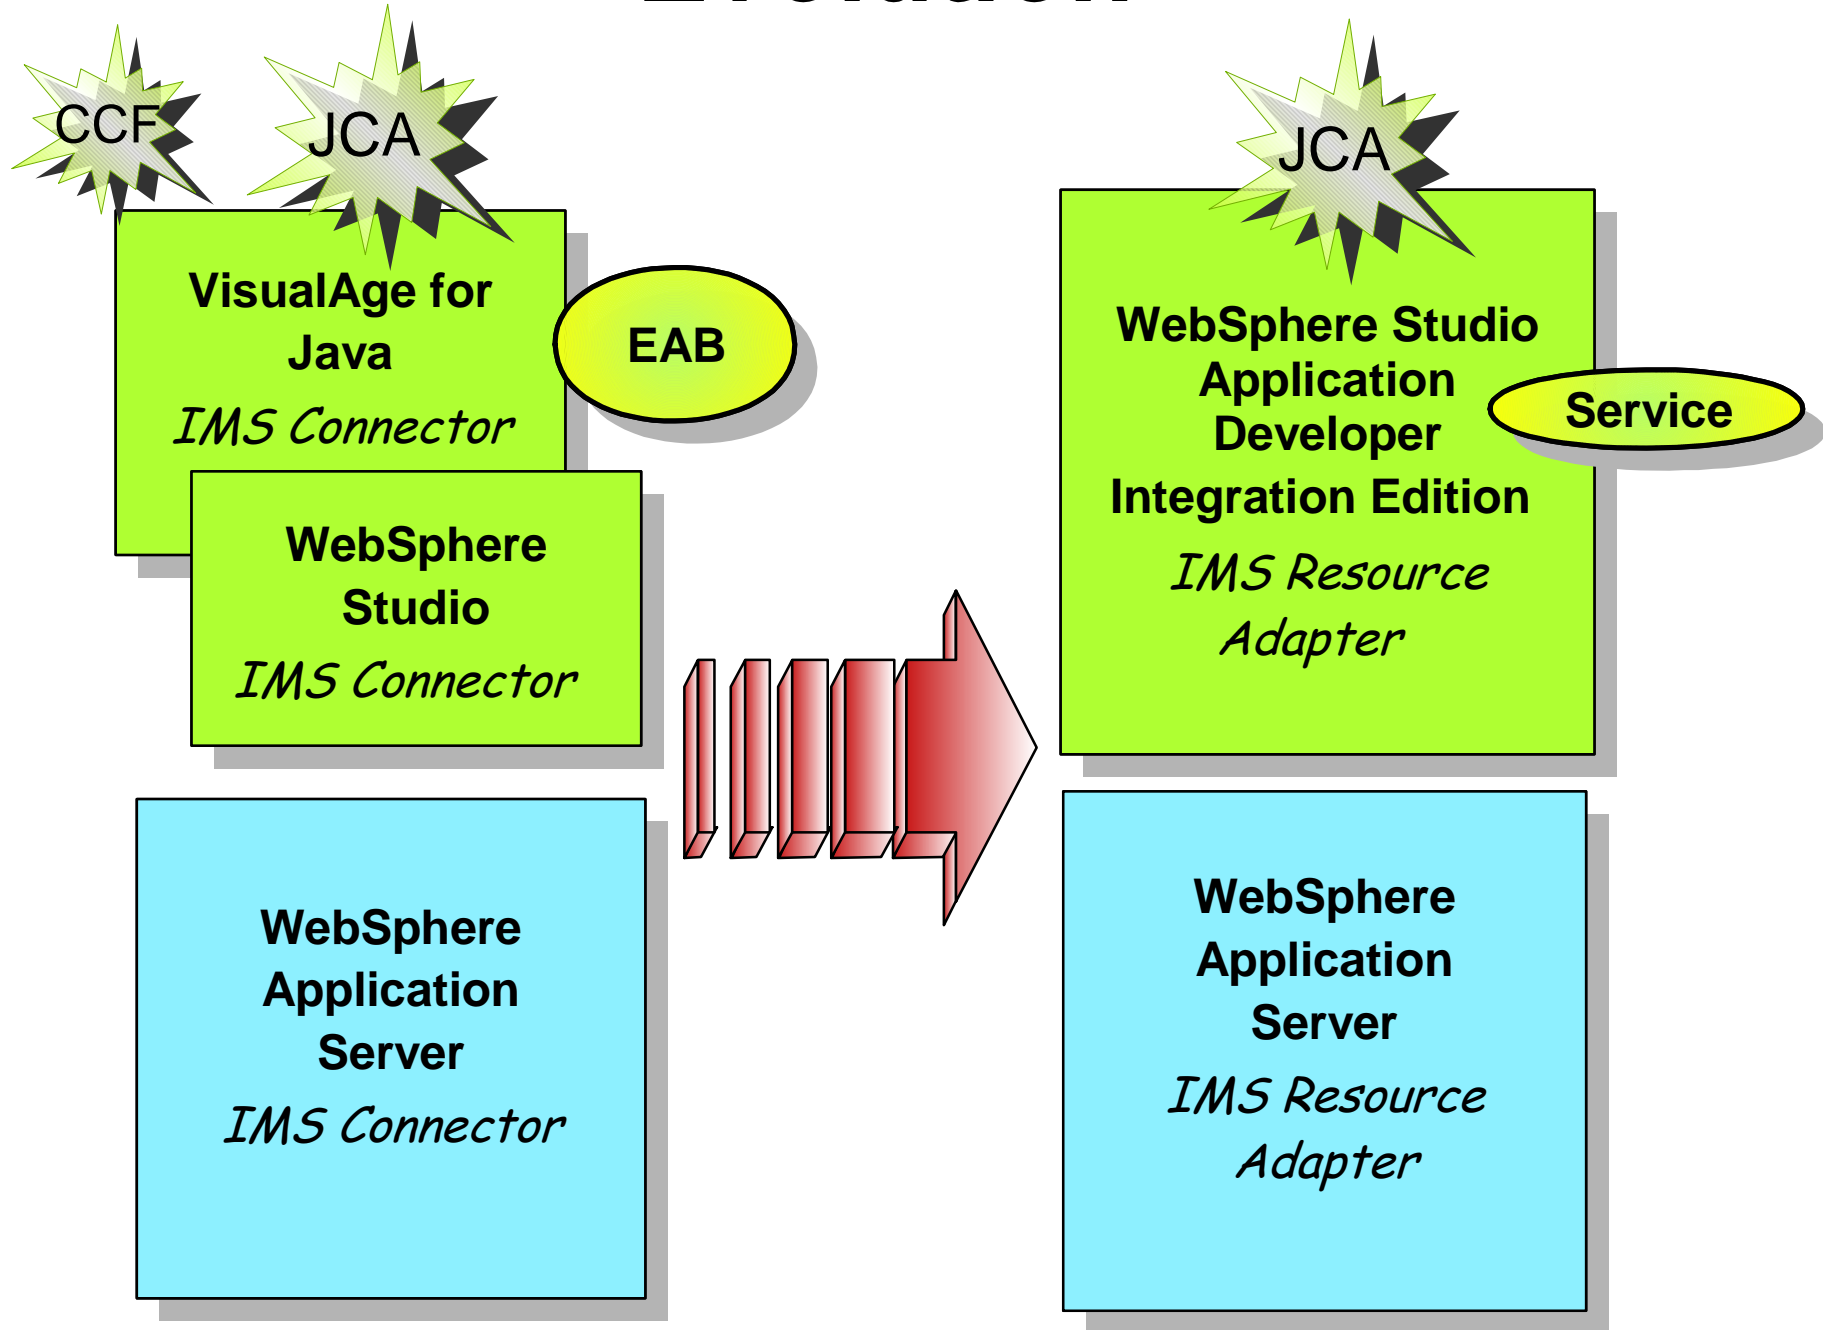 CCF
JCA
VisualAge for
Java
IMS Connector
EAB
WebSphere
Studio
IMS Connector
WebSphere
Application
Server
IMS Connector
JCA
WebSphere Studio
Application
Developer
Integration Edition
IMS Resource
Adapter
Service
WebSphere
Application
Server
IMS Resource
Adapter